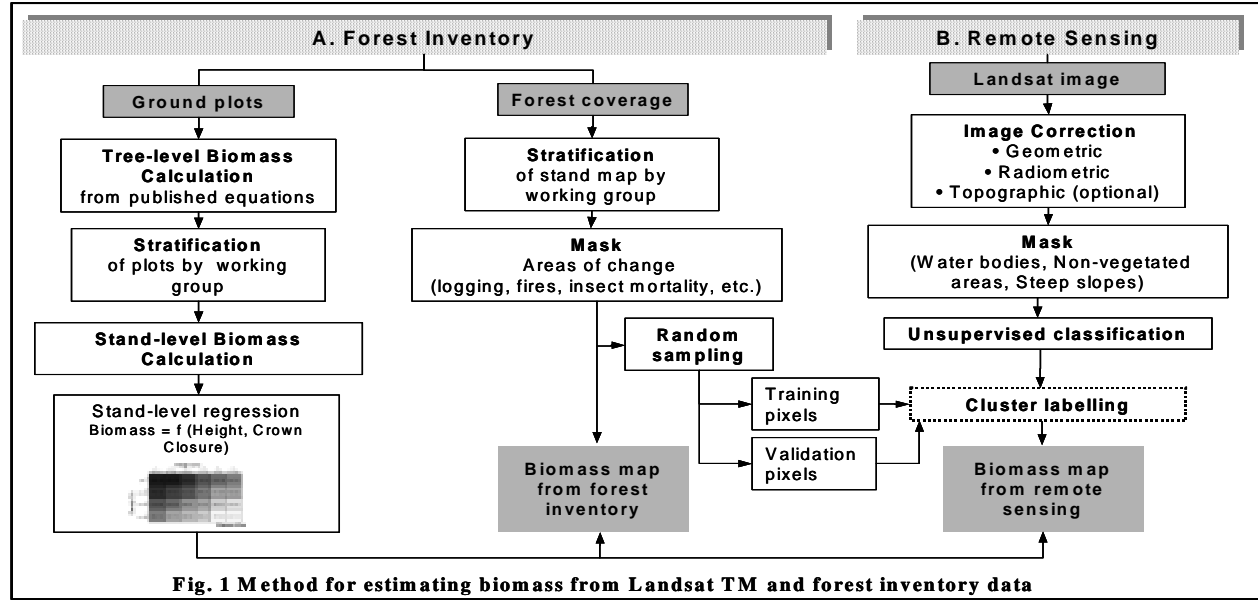 A. Forest Inventory
Ground plots
Tree-level Biomass
Calculation
from published equations
Stratification
of plots by working
group
Stand-level Biomass
Calculation
Stand-level regression
Biomass = f (Height, Crown
Closure)
Forest coverage
Stratification
of stand map by
working group
Mask
Areas of change
(logging, fires, insect mortality, etc.)
Random
sampling
Training
pixels
Validation
pixels
Biomass map
from forest
inventory
B. Remote Sensing
Landsat image
Image Correction
• Geometric
• Radiometric
• Topographic (optional)
Mask
(Water bodies, Non-vegetated
areas, Steep slopes)
Unsupervised classification
Cluster labelling
Biomass map
from remote
sensing
Fig. 1 Method for estimating biomass from Landsat TM and forest inventory data